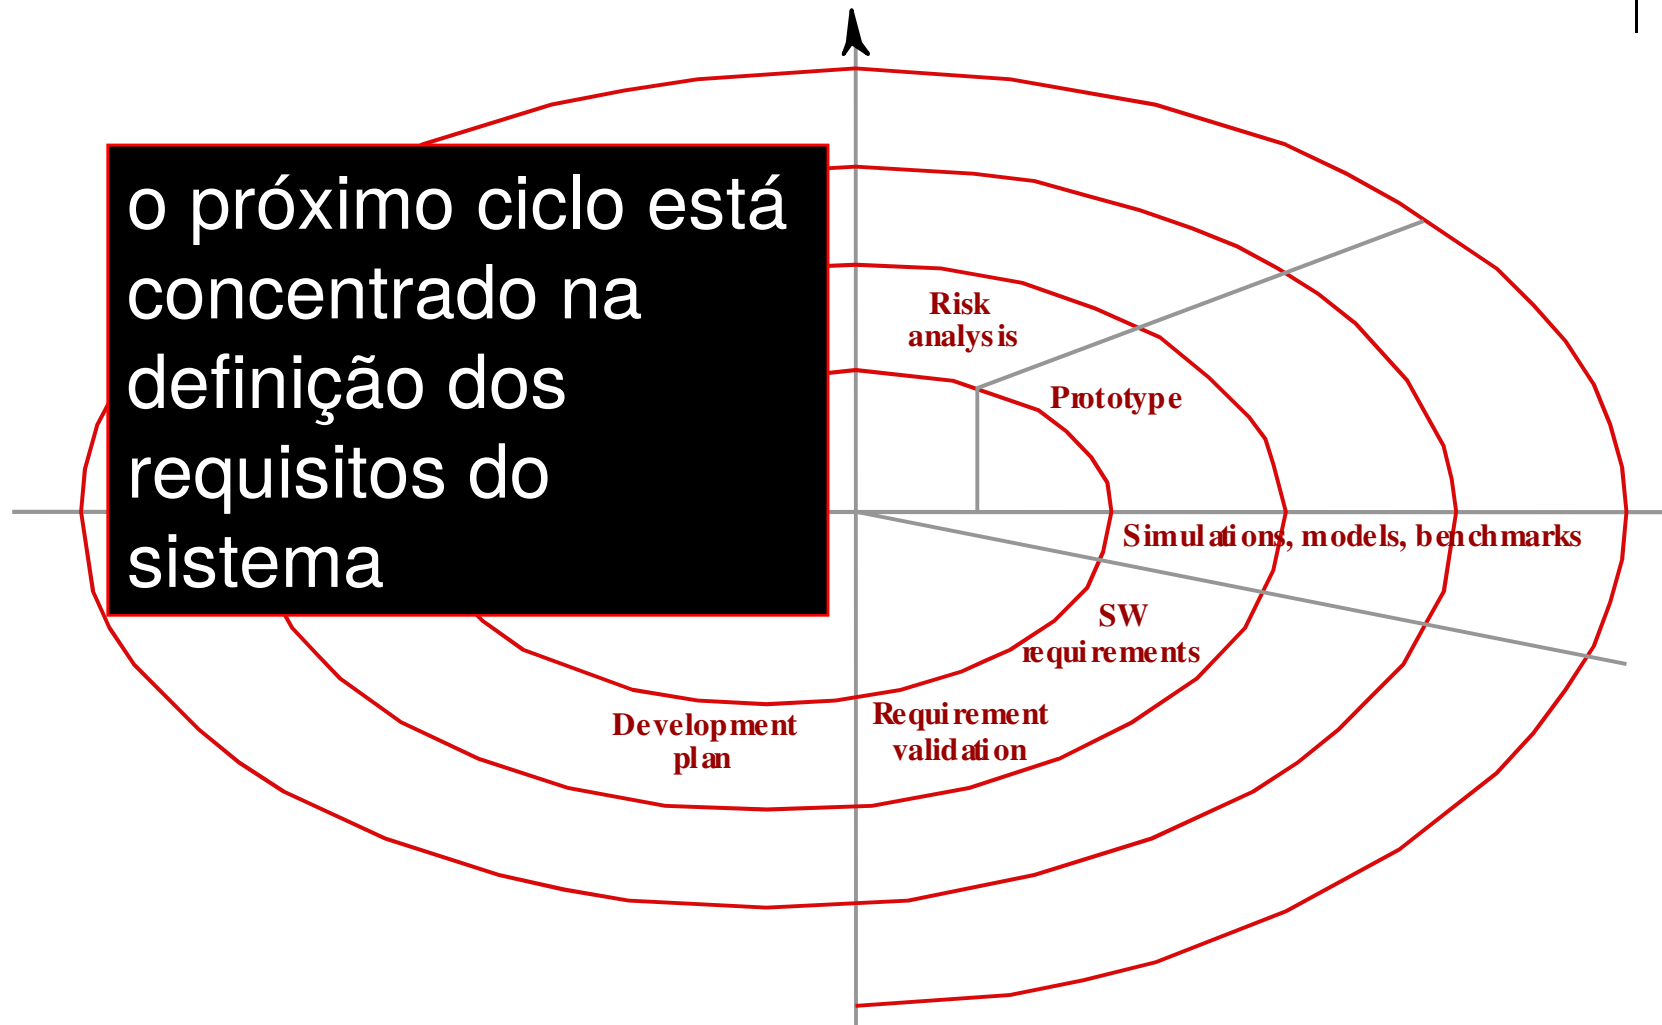 o próximo ciclo está
concentrado na
definição dos
requisitos do
sistema
Risk
analysis
Prototype
Simulations, models, benchmarks
SW
requirements
Requirement
validation
Development
plan